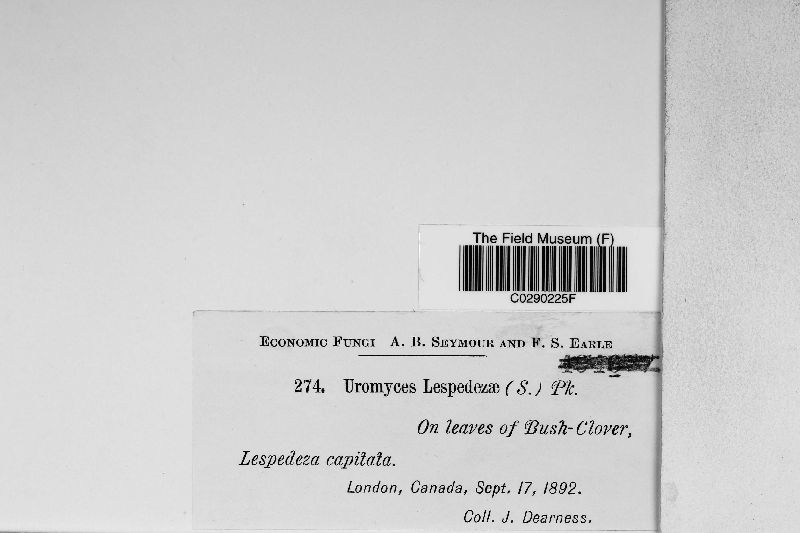 The Field Museum (F)
C0290225F
Economic Fungi A. B. Seymour and F. S. Earle
274. Uromyces Lespedezæ (S.) Pk.
On leaves of Bush-Clover,
Lespedeza capitata.
London, Canada, Sept. 17, 1892.
Coll. J. Dearness.